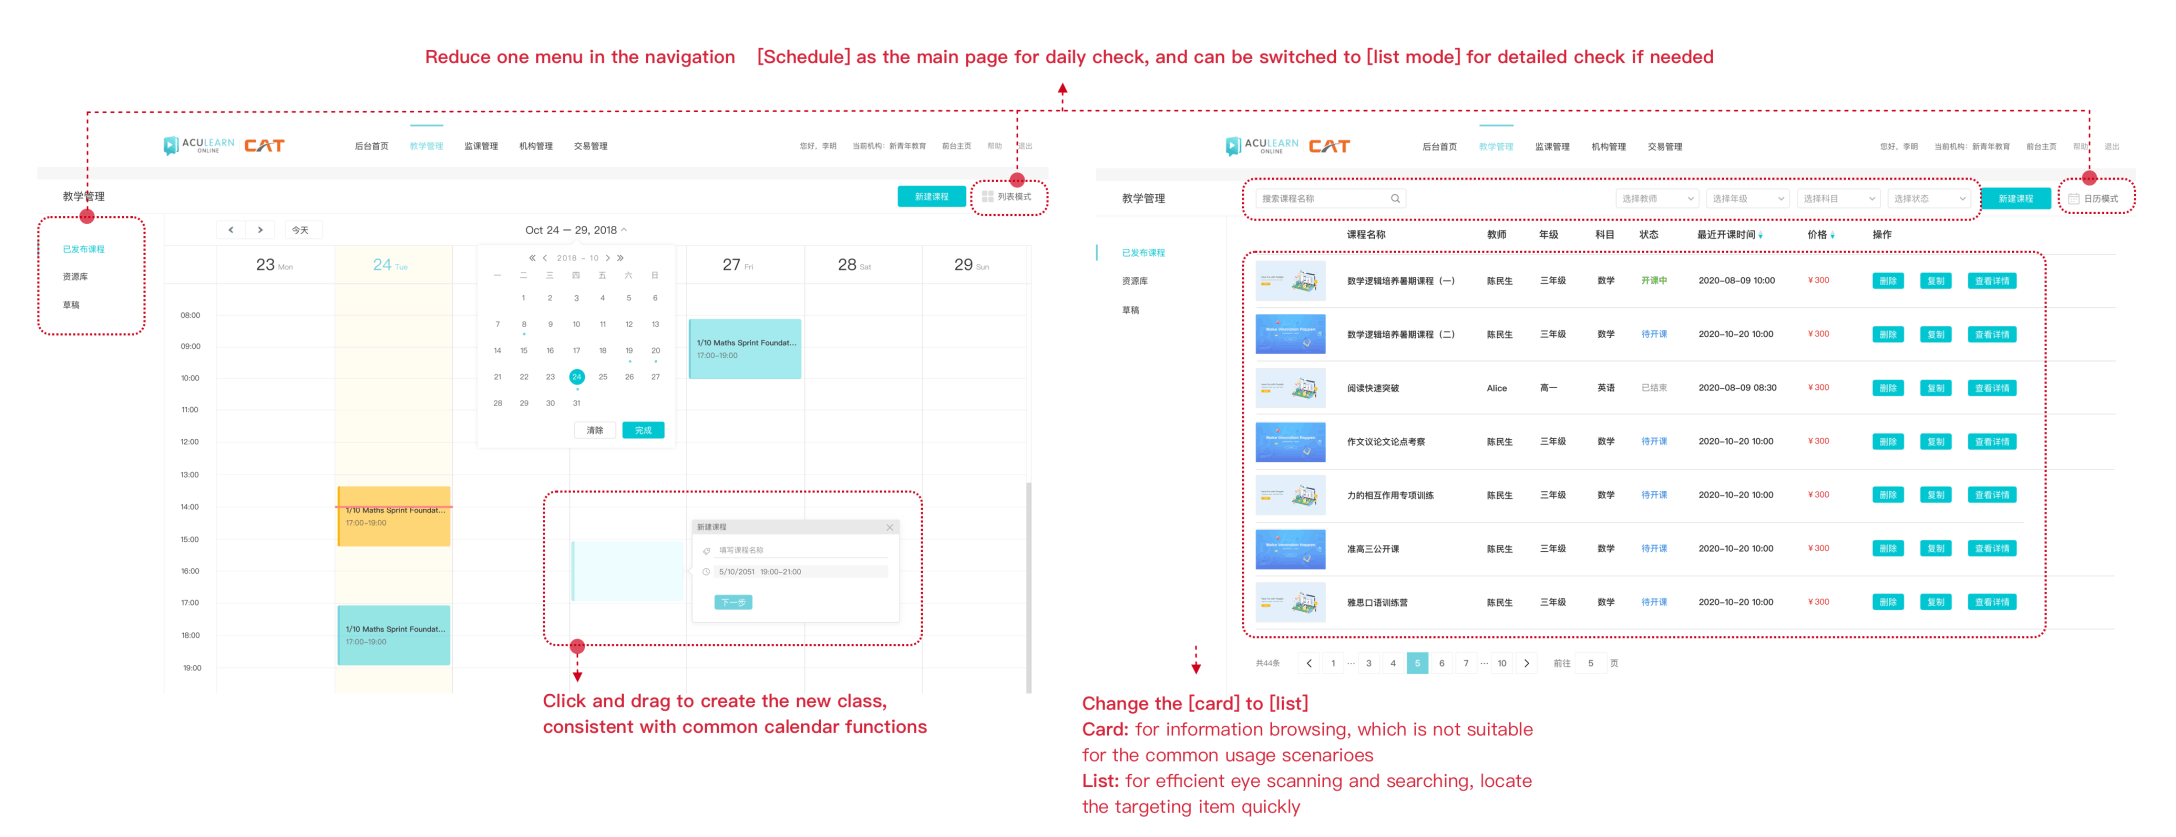 Reduce one menu in the navigation [Schedule] as the main page for daily check, and can be switched to [list mode] for detailed check if needed
ACULEARN ONLINE CAT 后台首页 教学管理 监课管理 机构管理 交易管理 您好, 李明 当前机构: 新青年教育 前台主页 帮助 退出
教学管理 新建课程 列表模式
已发布课程
资源库
草稿
< > 今天 Oct 24 — 29, 2018
23 Mon 24 Tue 27 Fri 28 Sat 29 Sun
2018 - 10
一 二 三 四 五 六 日
1 2 3 4 5 6
7 8 9 10 11 12 13
14 15 16 17 18 19 20
21 22 23 24 25 26 27
28 29 30 31
清除 完成
08:00
09:00
10:00
11:00
12:00
13:00
14:00
15:00
16:00
17:00
18:00
19:00
1/10 Maths Sprint Foundat...
17:00-19:00
1/10 Maths Sprint Foundat...
17:00-19:00
1/10 Maths Sprint Foundat...
17:00-19:00
新建课程
填写课程名称
5/10/2051 19:00-21:00
下一步
Click and drag to create the new class,
consistent with common calendar functions
ACULEARN ONLINE CAT 后台首页 教学管理 监课管理 机构管理 交易管理 您好, 李明 当前机构: 新青年教育 前台主页 帮助 退出
教学管理 搜索课程名称 选择教师 选择年级 选择科目 选择状态 新建课程 日历模式
已发布课程
资源库
草稿
课程名称 教师 年级 科目 状态 最近开课时间 价格 操作
数学逻辑培养暑期课程（一） 陈民生 三年级 数学 开课中 2020-08-09 10:00 ¥300 删除 复制 查看详情
数学逻辑培养暑期课程（二） 陈民生 三年级 数学 待开课 2020-10-20 10:00 ¥300 删除 复制 查看详情
阅读快速突破 Alice 高一 英语 已结束 2020-08-09 08:30 ¥300 删除 复制 查看详情
作文议论文论点考察 陈民生 三年级 数学 待开课 2020-10-20 10:00 ¥300 删除 复制 查看详情
力的相互作用专项训练 陈民生 三年级 数学 待开课 2020-10-20 10:00 ¥300 删除 复制 查看详情
准高三公开课 陈民生 三年级 数学 待开课 2020-10-20 10:00 ¥300 删除 复制 查看详情
雅思口语训练营 陈民生 三年级 数学 待开课 2020-10-20 10:00 ¥300 删除 复制 查看详情
共44条 < 1 ··· 3 4 5 6 7 ··· 10 > 前往 5 页
Change the [card] to [list]
Card: for information browsing, which is not suitable
for the common usage scenarioes
List: for efficient eye scanning and searching, locate
the targeting item quickly